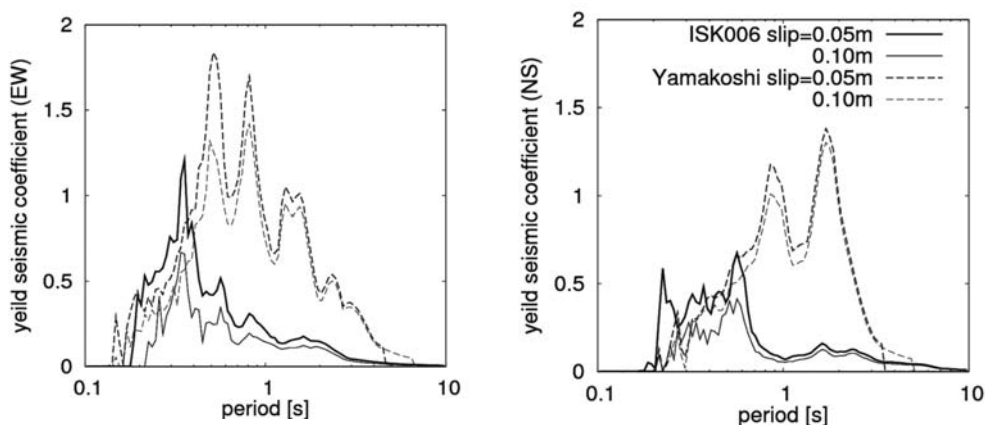 2
1.5
1
0.5
0
0.1
1
10
yeild seismic coefficient (EW)
period [s]
2
1.5
1
0.5
0
0.1
1
10
yeild seismic coefficient (NS)
period [s]
ISK006 slip=0.05m
0.10m
Yamakoshi slip=0.05m
0.10m